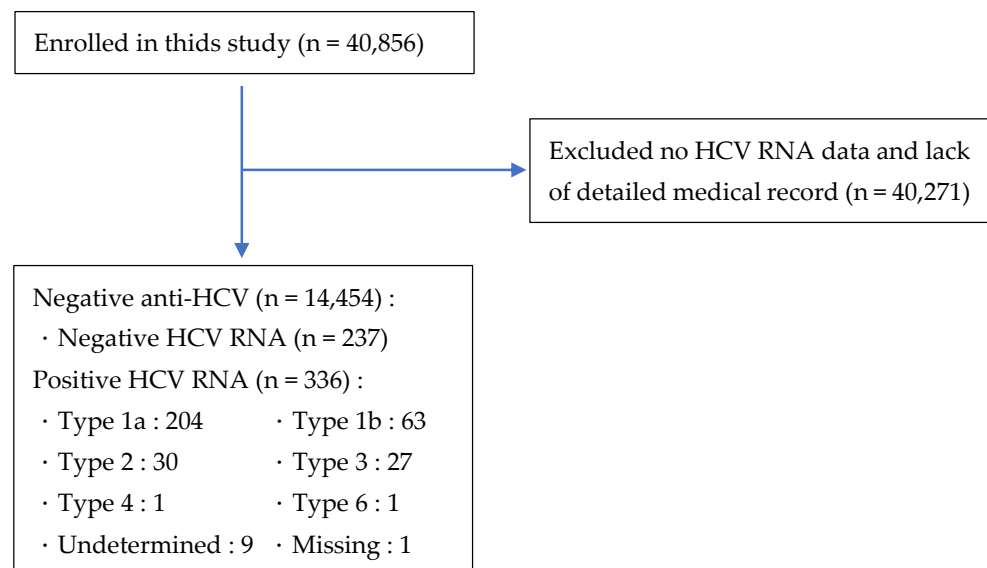 Enrolled in thids study (n = 40,856)
Excluded no HCV RNA data and lack
of detailed medical record (n = 40,271)
Negative anti-HCV (n = 14,454) :
· Negative HCV RNA (n = 237)
Positive HCV RNA (n = 336) :
· Type 1a : 204 · Type 1b : 63
· Type 2 : 30 · Type 3 : 27
· Type 4 : 1 · Type 6 : 1
· Undetermined : 9 · Missing : 1